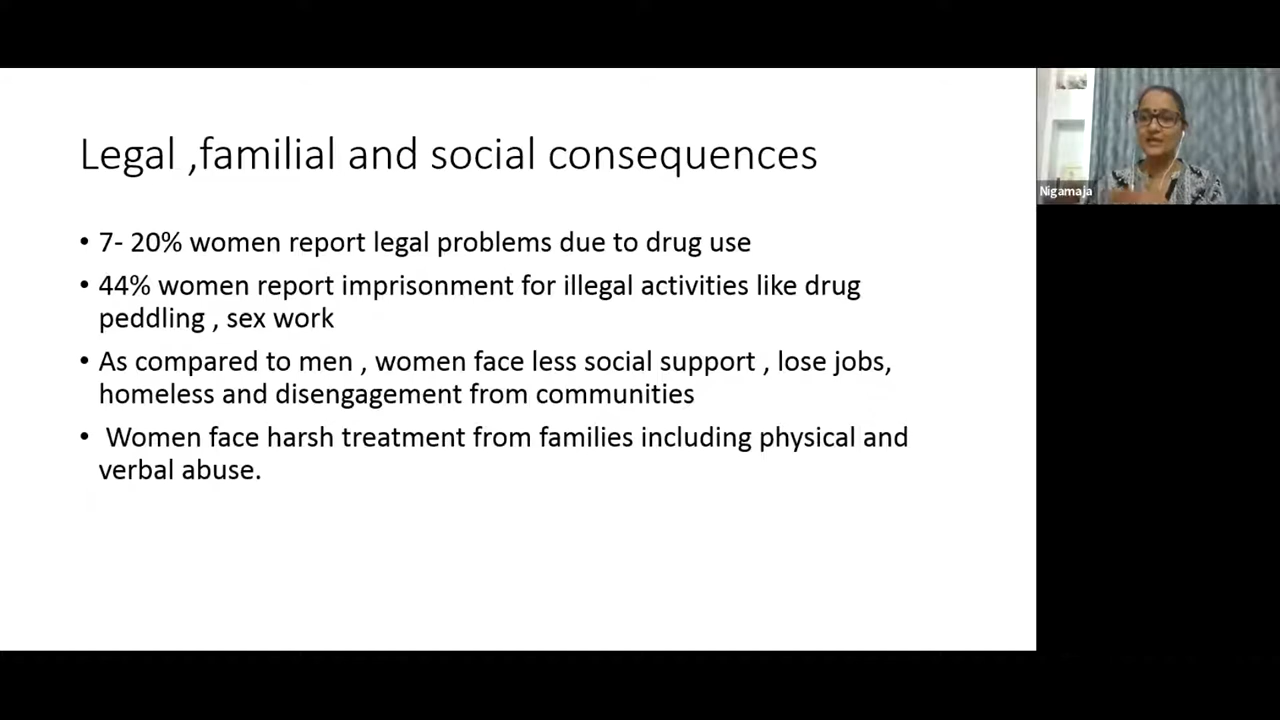 Legal ,familial and social consequences
• 7- 20% women report legal problems due to drug use
• 44% women report imprisonment for illegal activities like drug
peddling , sex work
• As compared to men , women face less social support , lose jobs,
homeless and disengagement from communities
• Women face harsh treatment from families including physical and
verbal abuse.
Nigamaja